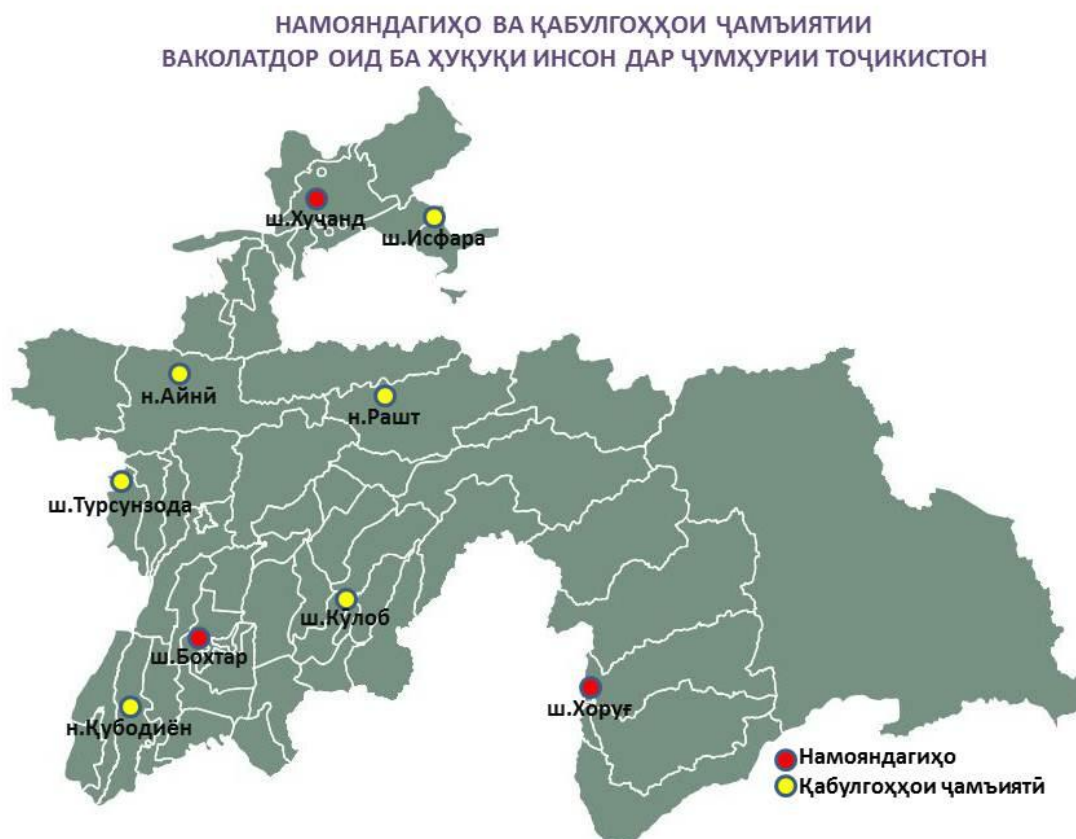 НАМОЯНДАГИҲО ВА ҚАБУЛГОҲҲОИ ҶАМЪИЯТИИ
ВАКОЛАТДОР ОИД БА ҲУҚУҚИ ИНСОН ДАР ҶУМҲУРИИ ТОҶИКИСТОН
ш.Хуҷанд
ш.Исфара
н.Айнӣ
н.Рашт
ш.Турсунзода
ш.Кӯлоб
ш.Бохтар
ш.Хоруғ
н.Қубодиён
Намояндагиҳо
Қабулгоҳҳои ҷамъиятӣ